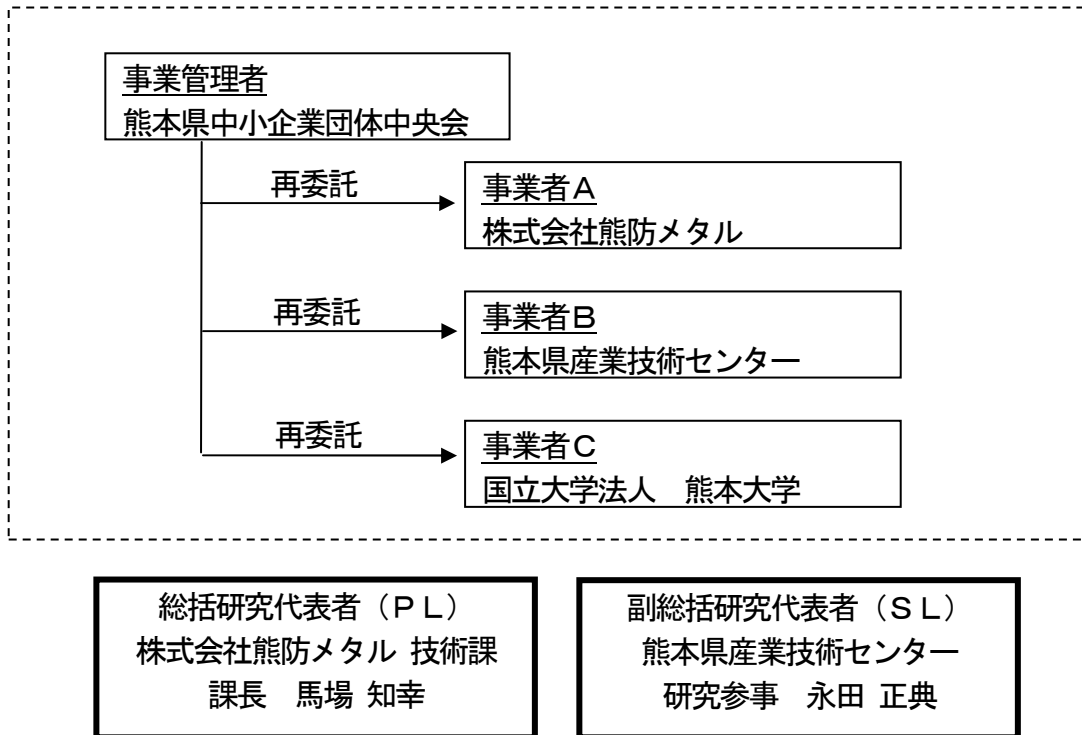 事業管理者
熊本県中小企業団体中央会
再委託
事業者A
株式会社熊防メタル
再委託
事業者B
熊本県産業技術センター
再委託
事業者C
国立大学法人　熊本大学
総括研究代表者（ＰＬ）
株式会社熊防メタル 技術課
課長　馬場 知幸
副総括研究代表者（ＳＬ）
熊本県産業技術センター
研究参事　永田 正典